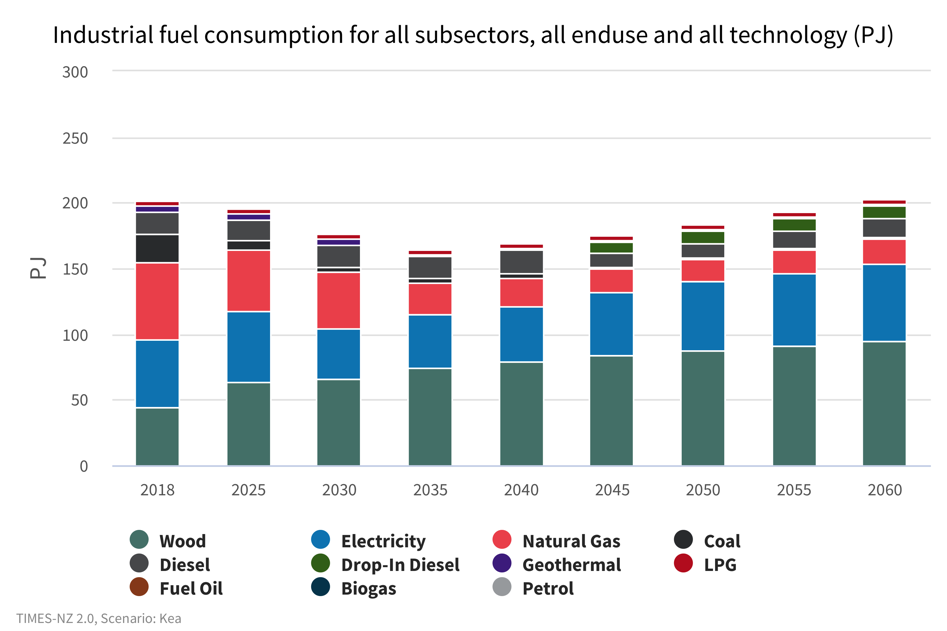 Industrial fuel consumption for all subsectors, all enduse and all technology (PJ)
300
250
200
150
100
50
0
PJ
2018 2025 2030 2035 2040 2045 2050 2055 2060
Wood Electricity Natural Gas Coal
Diesel Drop-In Diesel Geothermal LPG
Fuel Oil Biogas Petrol
TIMES-NZ 2.0, Scenario: Kea